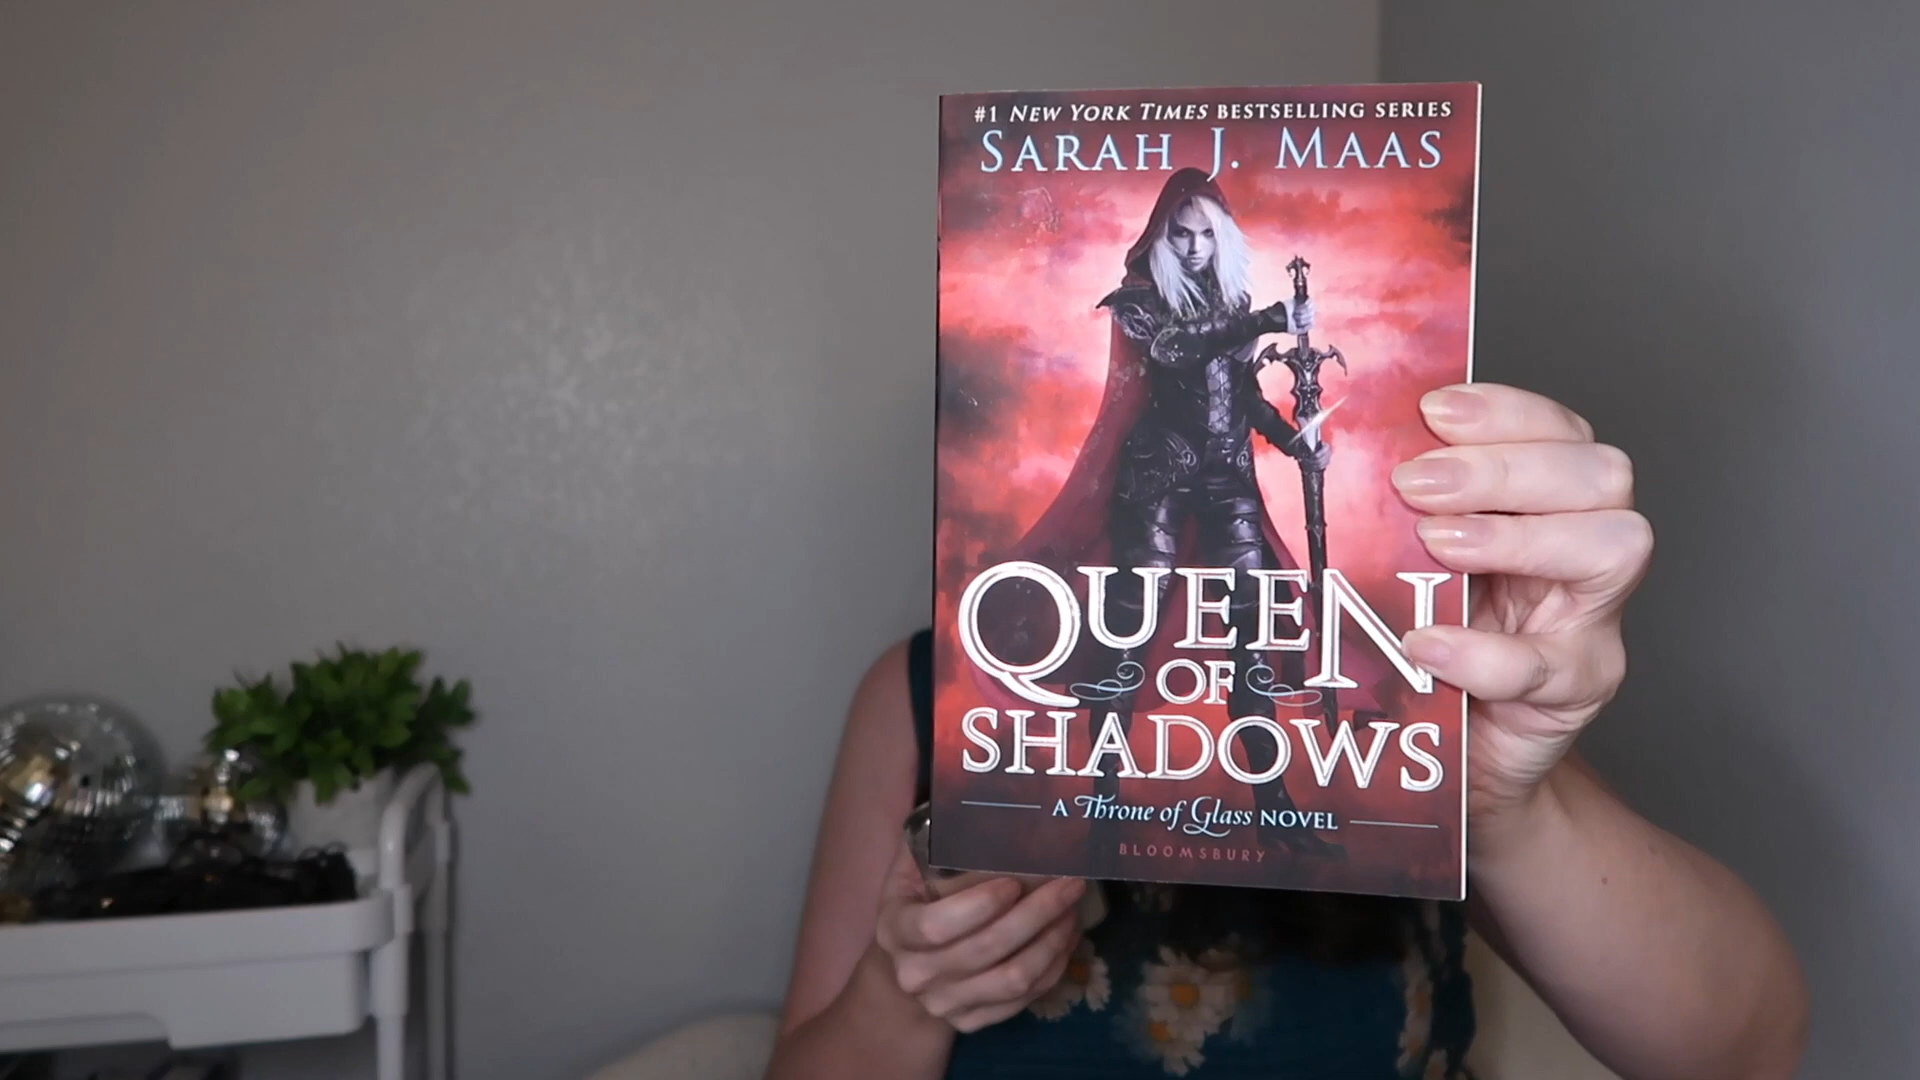 #1 NEW YORK TIMES BESTSELLING SERIES
SARAH J. MAAS
QUEEN
OF
SHADOWS
A Throne of Glass NOVEL
BLOOMSBURY